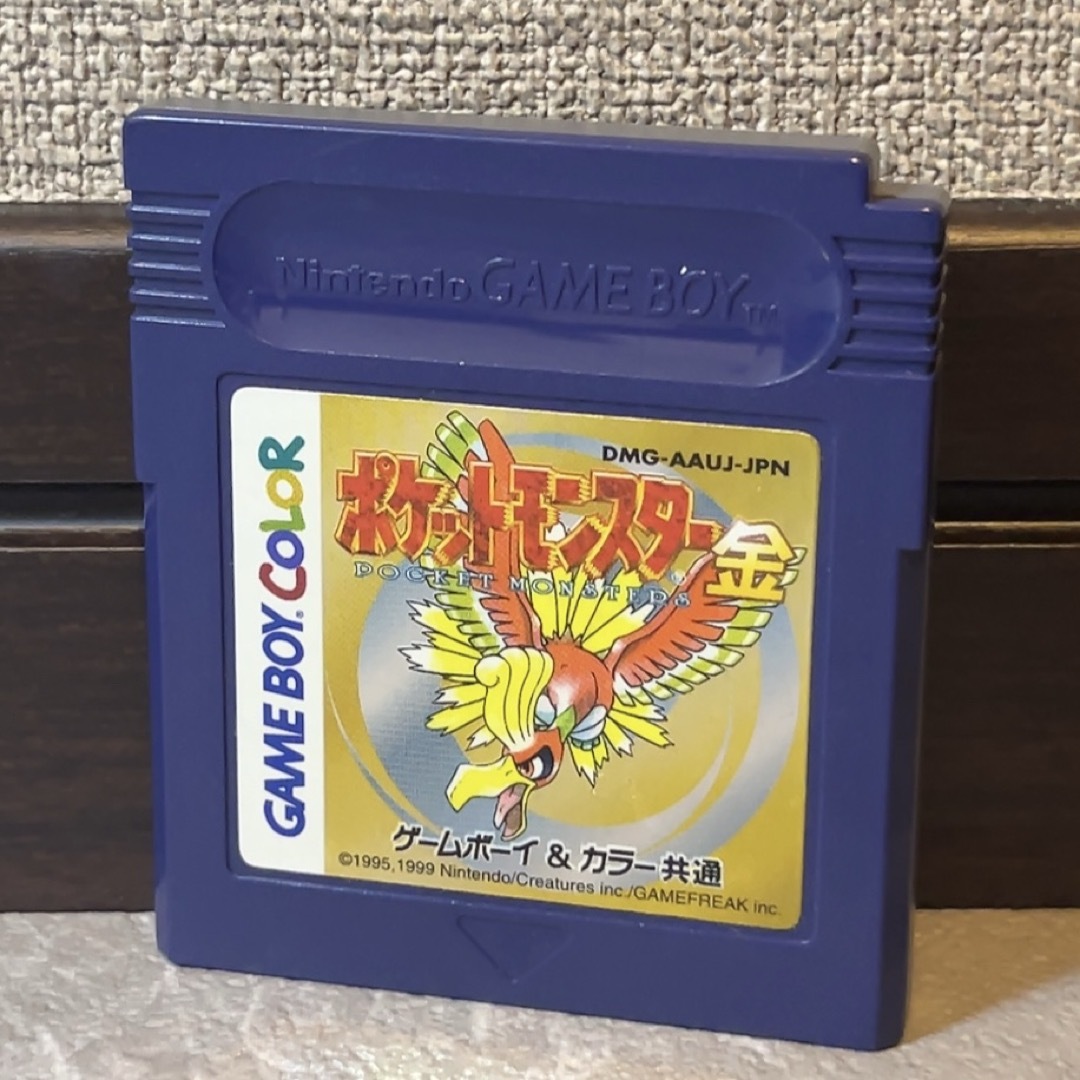 Nintendo GAME BOY™
GAME BOY COLOR
DMG-AAUJ-JPN
ポケットモンスター 金
POCKET MONSTERS
ゲームボーイ & カラー共通
©1995,1999 Nintendo/Creatures inc./GAMEFREAK inc.